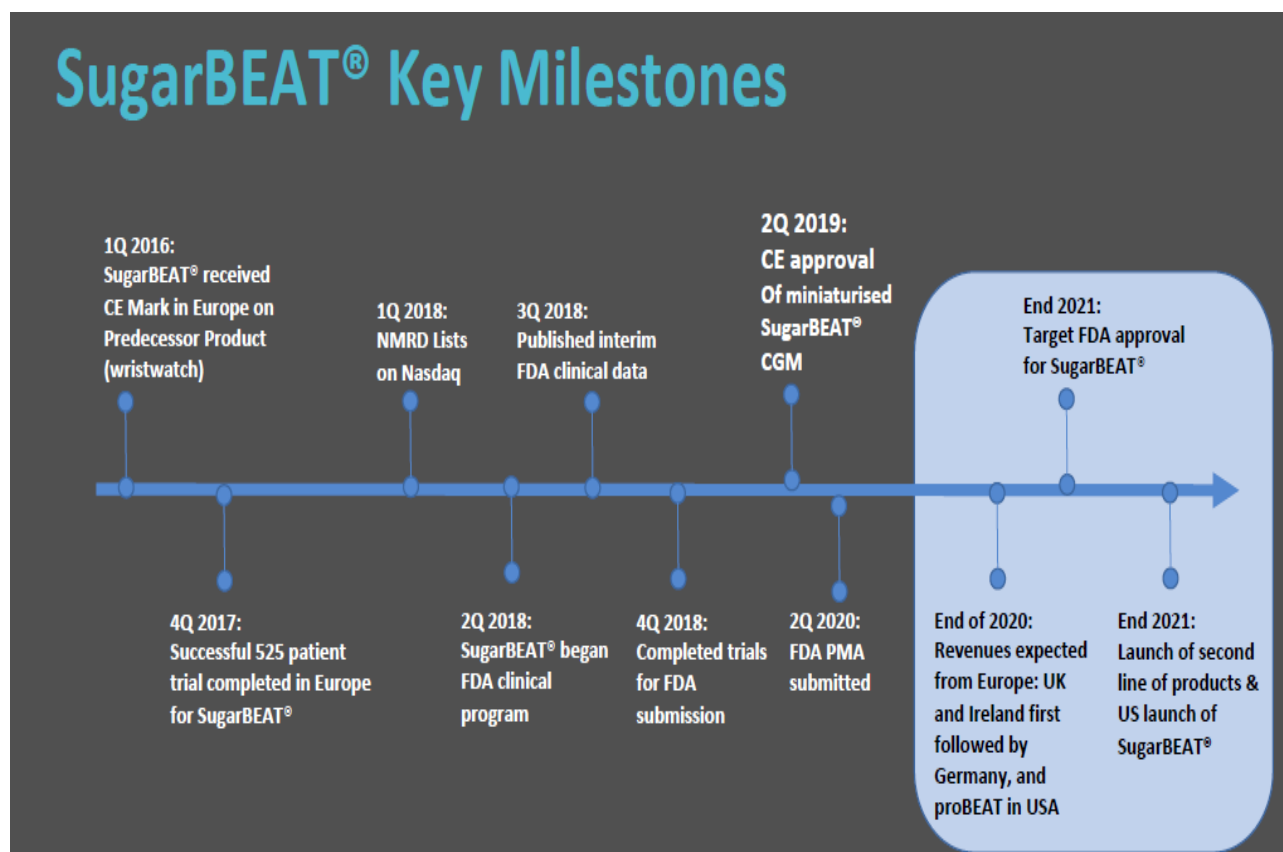 SugarBEAT® Key Milestones
1Q 2016:
SugarBEAT® received
CE Mark in Europe on
Predecessor Product
(wristwatch)
4Q 2017:
Successful 525 patient
trial completed in Europe
for SugarBEAT®
1Q 2018:
NMRD Lists
on Nasdaq
2Q 2018:
SugarBEAT® began
FDA clinical
program
3Q 2018:
Published interim
FDA clinical data
4Q 2018:
Completed trials
for FDA
submission
2Q 2019:
CE approval
Of miniaturised
SugarBEAT®
CGM
2Q 2020:
FDA PMA
submitted
End of 2020:
Revenues expected
from Europe: UK
and Ireland first
followed by
Germany, and
proBEAT in USA
End 2021:
Target FDA approval
for SugarBEAT®
End 2021:
Launch of second
line of products &
US launch of
SugarBEAT®